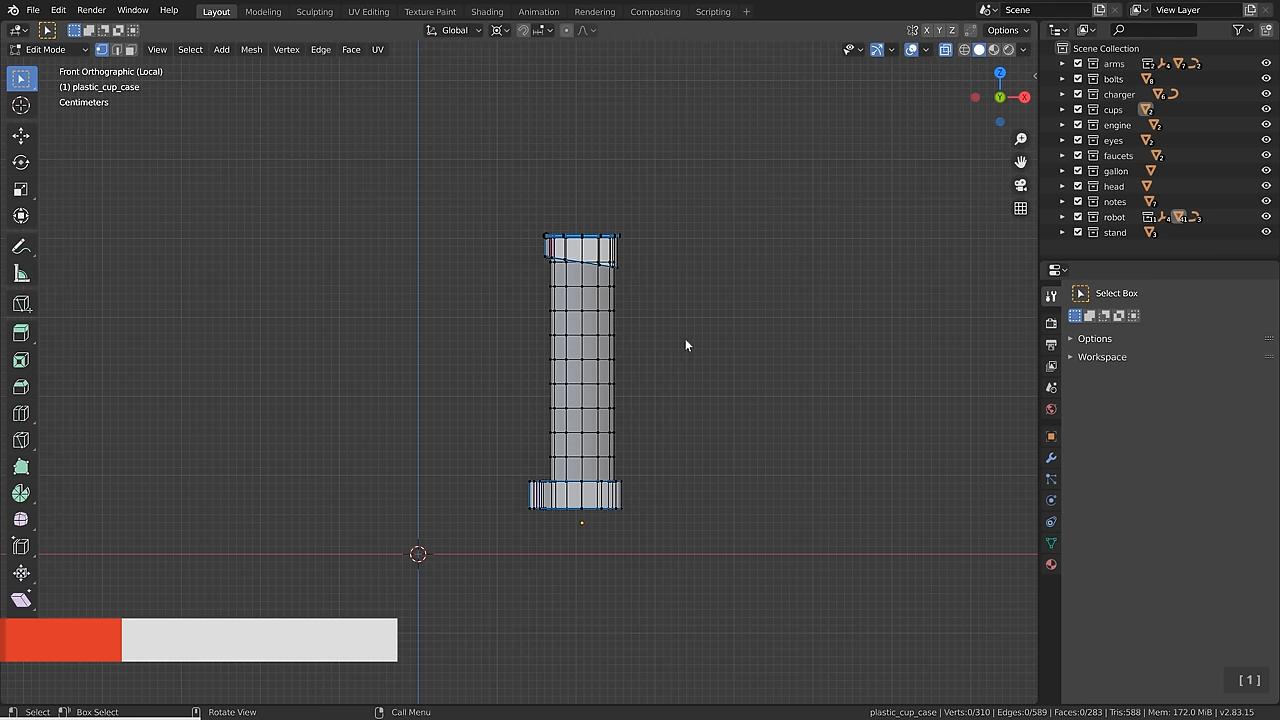 File Edit Render Window Help Layout Modeling Sculpting UV Editing Texture Paint Shading Animation Rendering Compositing Scripting + Scene View Layer
Global X Y Z Options
Edit Mode View Select Add Mesh Vertex Edge Face UV
Front Orthographic (Local)
(1) plastic_cup_case
Centimeters
Z
Y
X
Scene Collection
arms
bolts
charger
cups
engine
eyes
faucets
gallon
head
notes
robot
stand
Select Box
Options
Workspace
[ 1 ]
Select Box Select Rotate View Call Menu plastic_cup_case | Verts:0/310 | Edges:0/589 | Faces:0/283 | Tris:588 | Mem: 172.0 MiB | v2.83.15